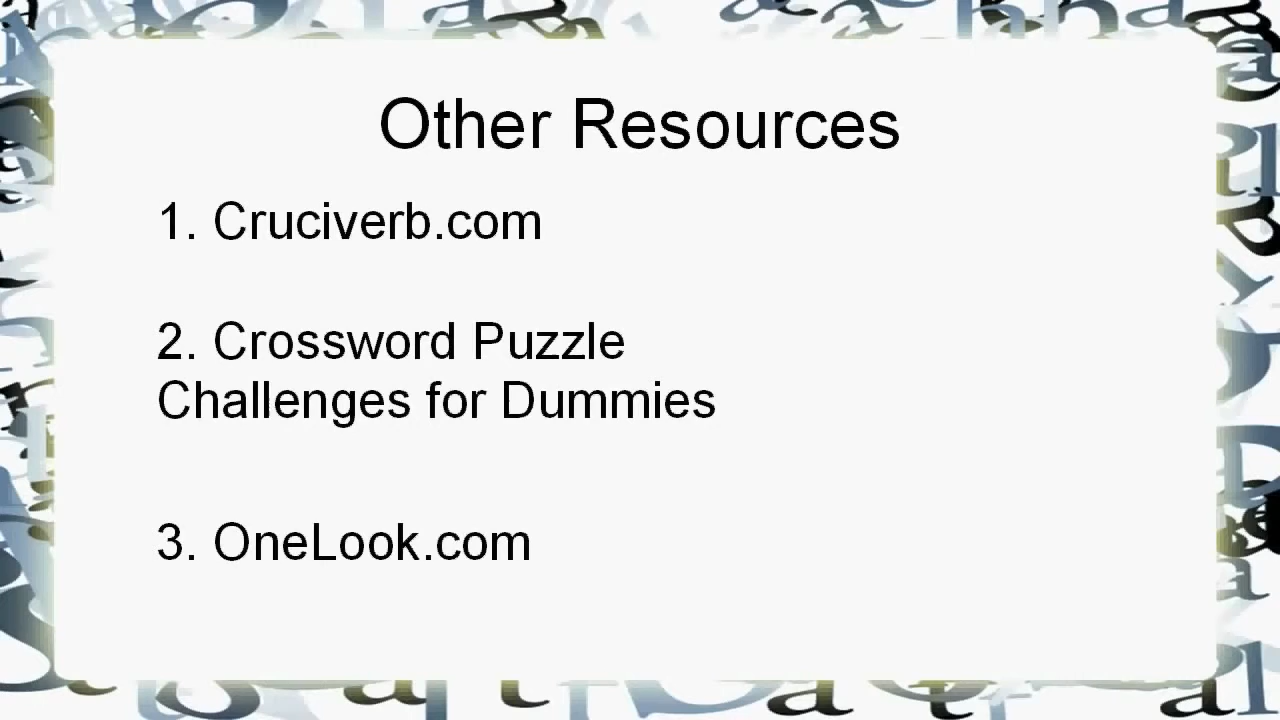 Other Resources
1. Cruciverb.com
2. Crossword Puzzle
Challenges for Dummies
3. OneLook.com